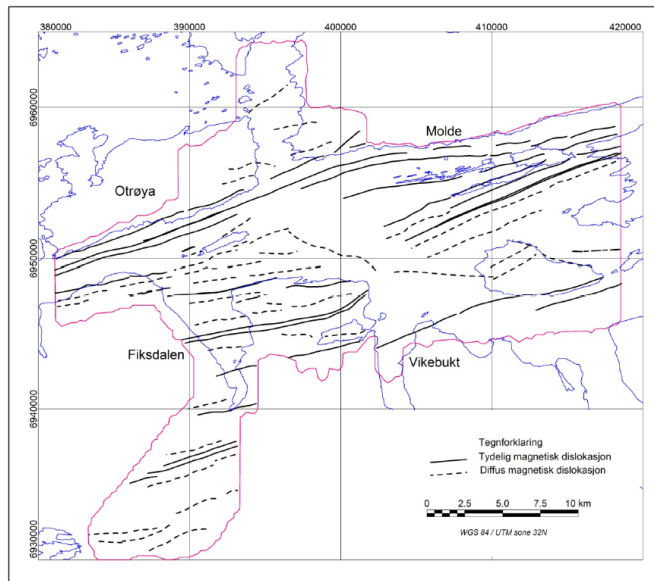 380000 390000 400000 410000 420000
6960000
Molde
Otrøya
6950000
Fiksdalen
Vikebukt
6940000
Tegnforklaring
Tydelig magnetisk dislokasjon
Diffus magnetisk dislokasjon
0 2.5 5.0 7.5 10 km
WGS 84 / UTM sone 32N
6930000